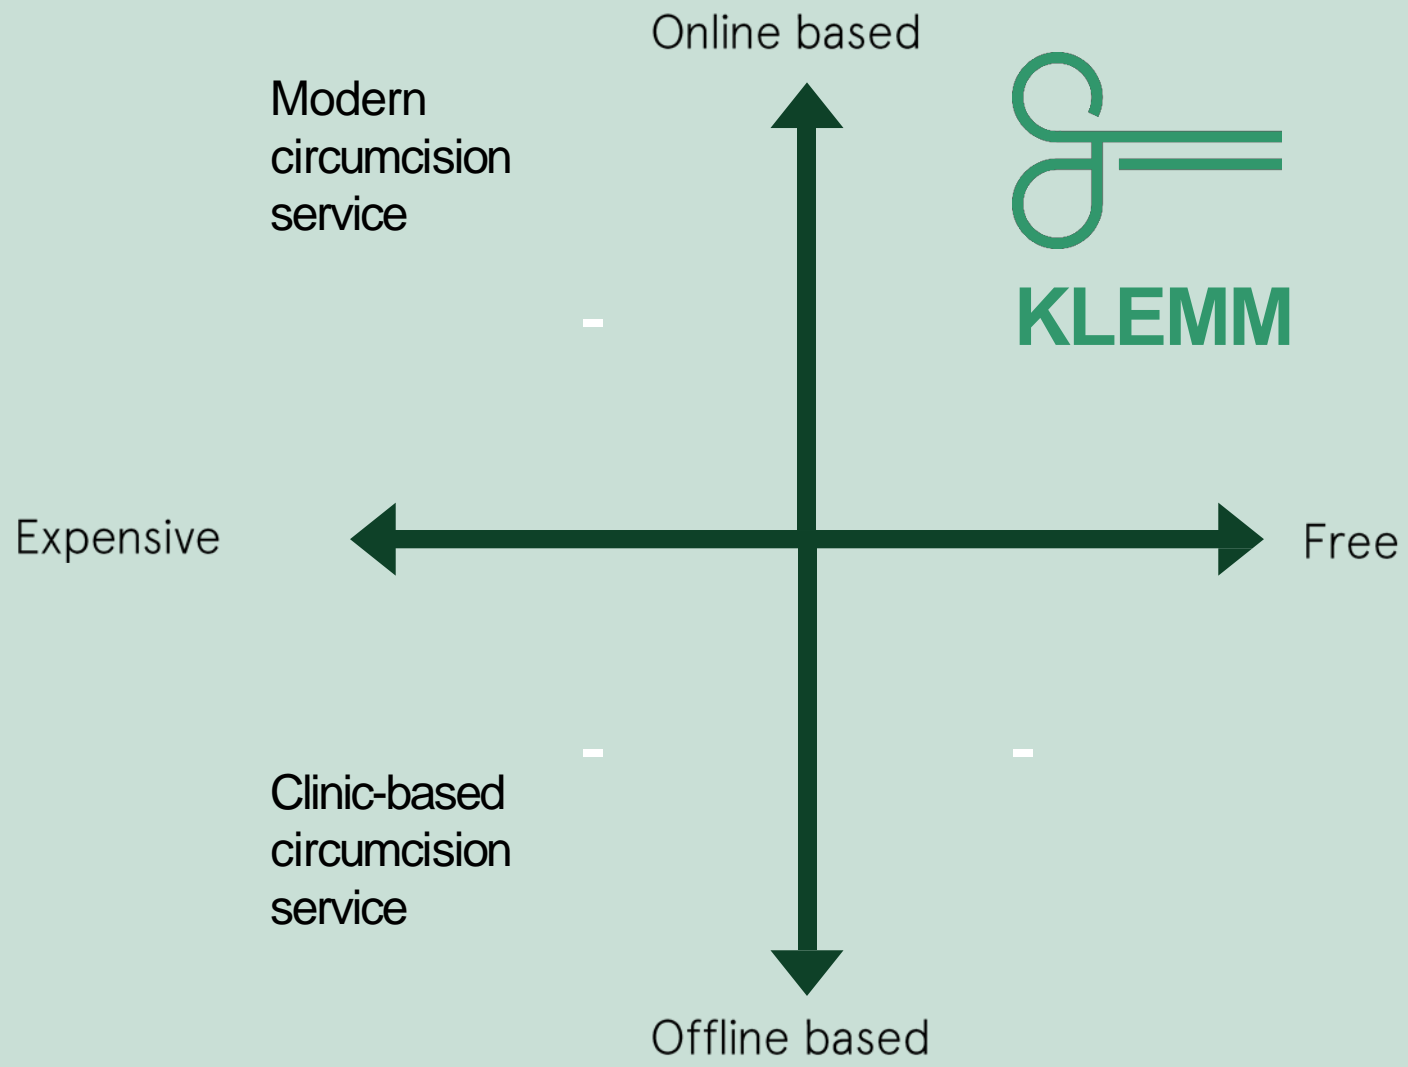 Online based
Modern
circumcision
service
KLEMM
Expensive
Free
Clinic-based
circumcision
service
Offline based